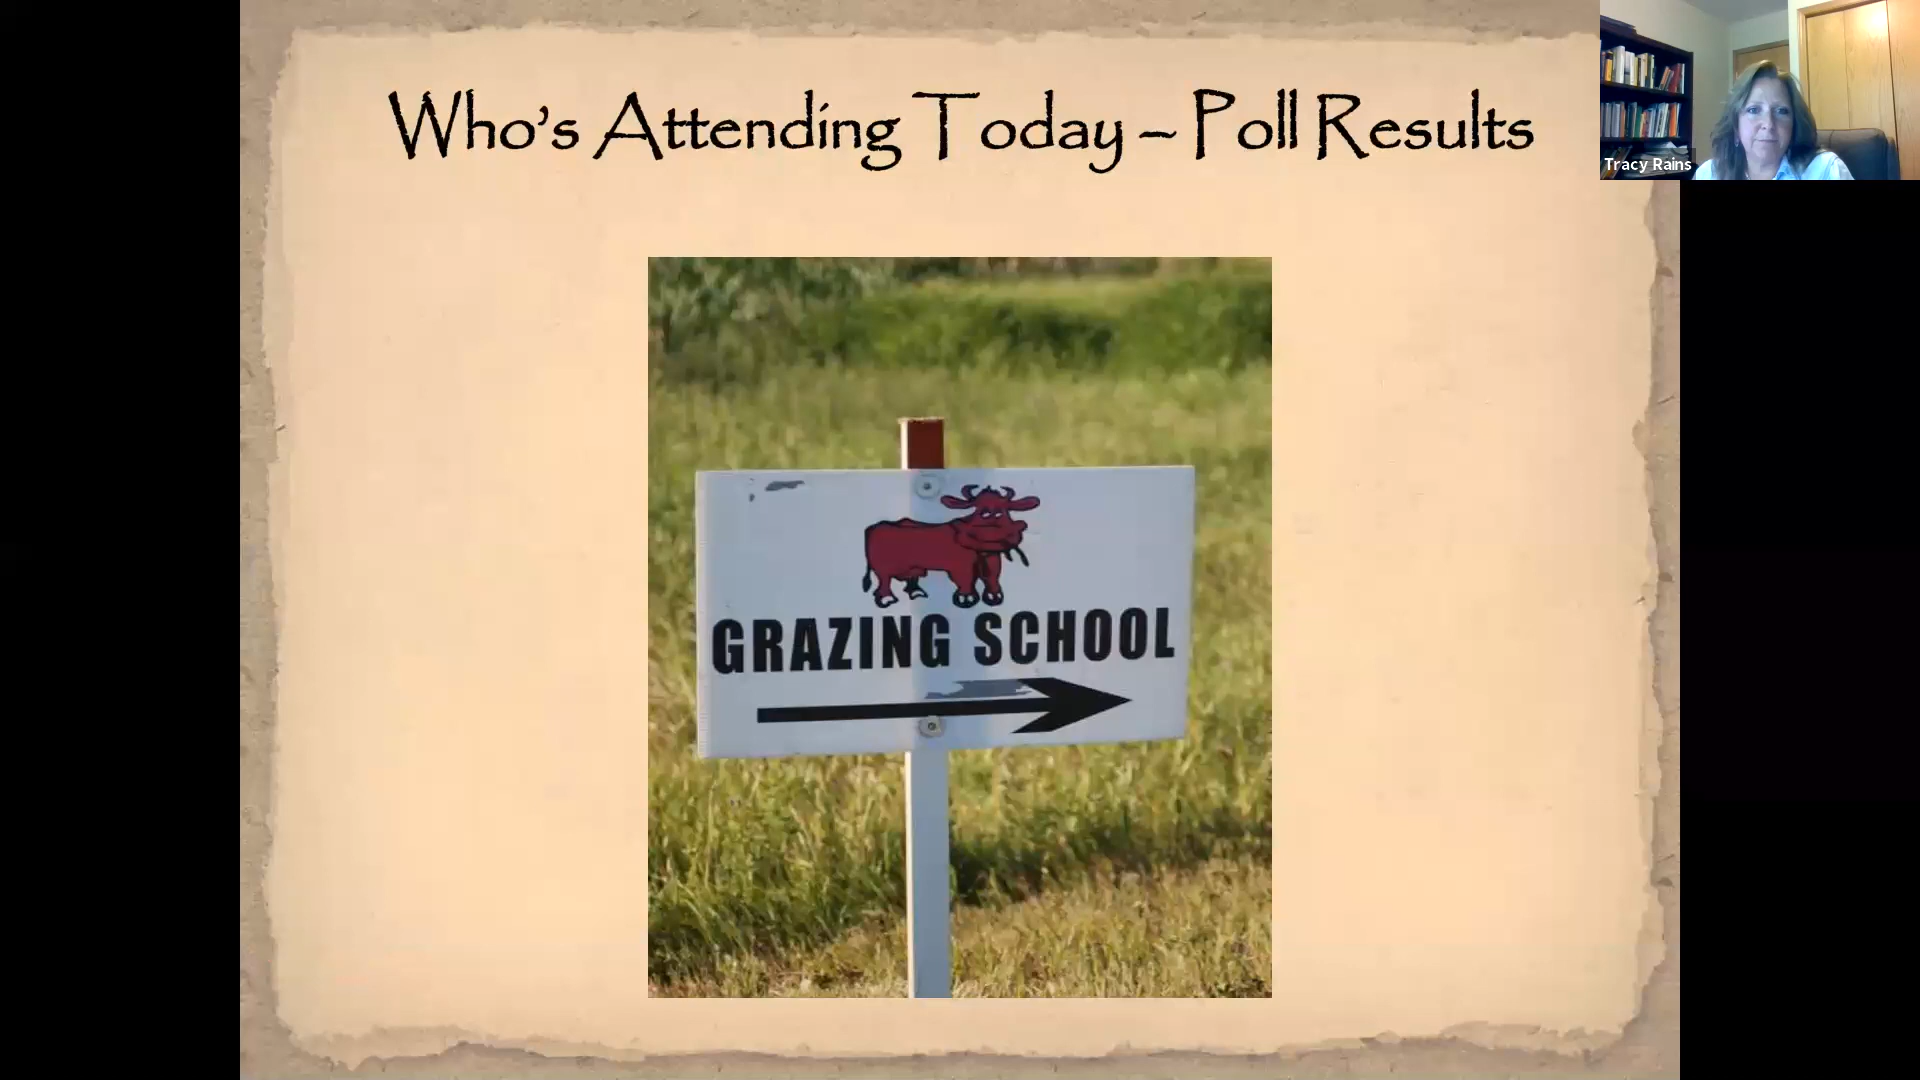 Who's Attending Today – Poll Results
Tracy Rains
GRAZING SCHOOL